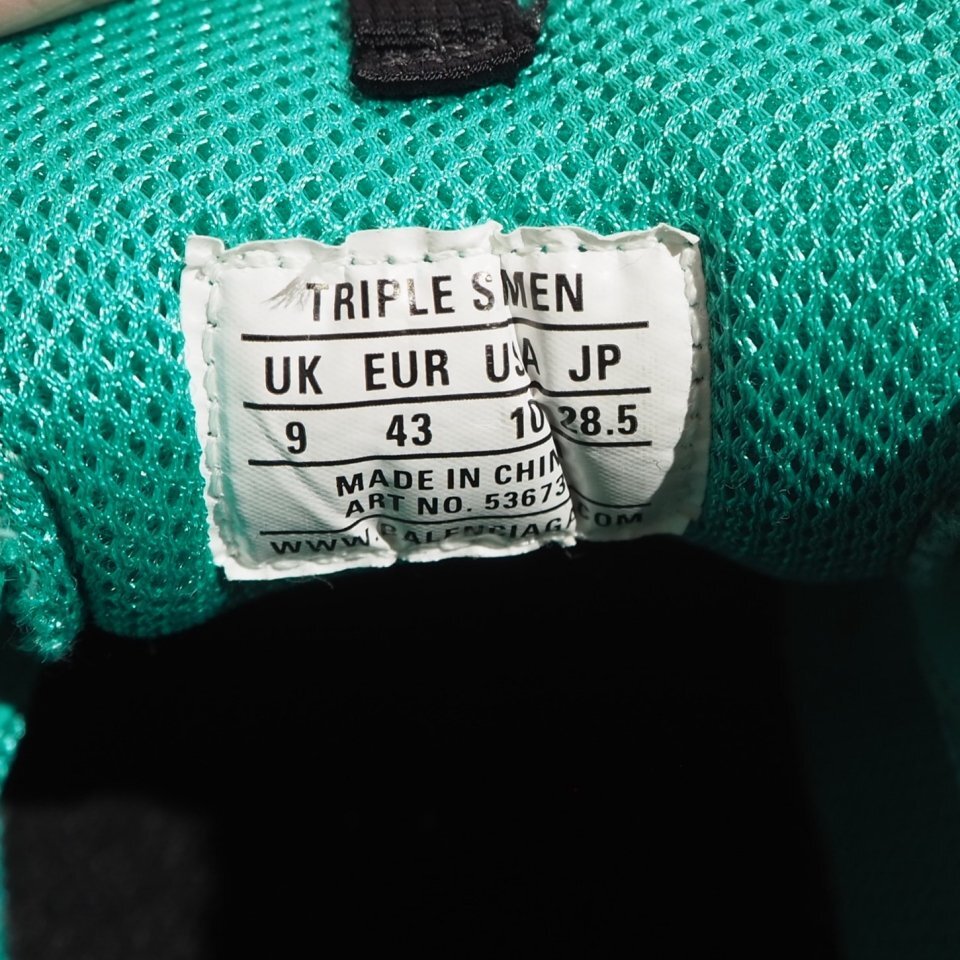 TRIPLE S MEN
UK EUR USA JP
9 43 10 28.5
MADE IN CHIN
ART NO. 53673
WWW.BALENCIAGA.COM